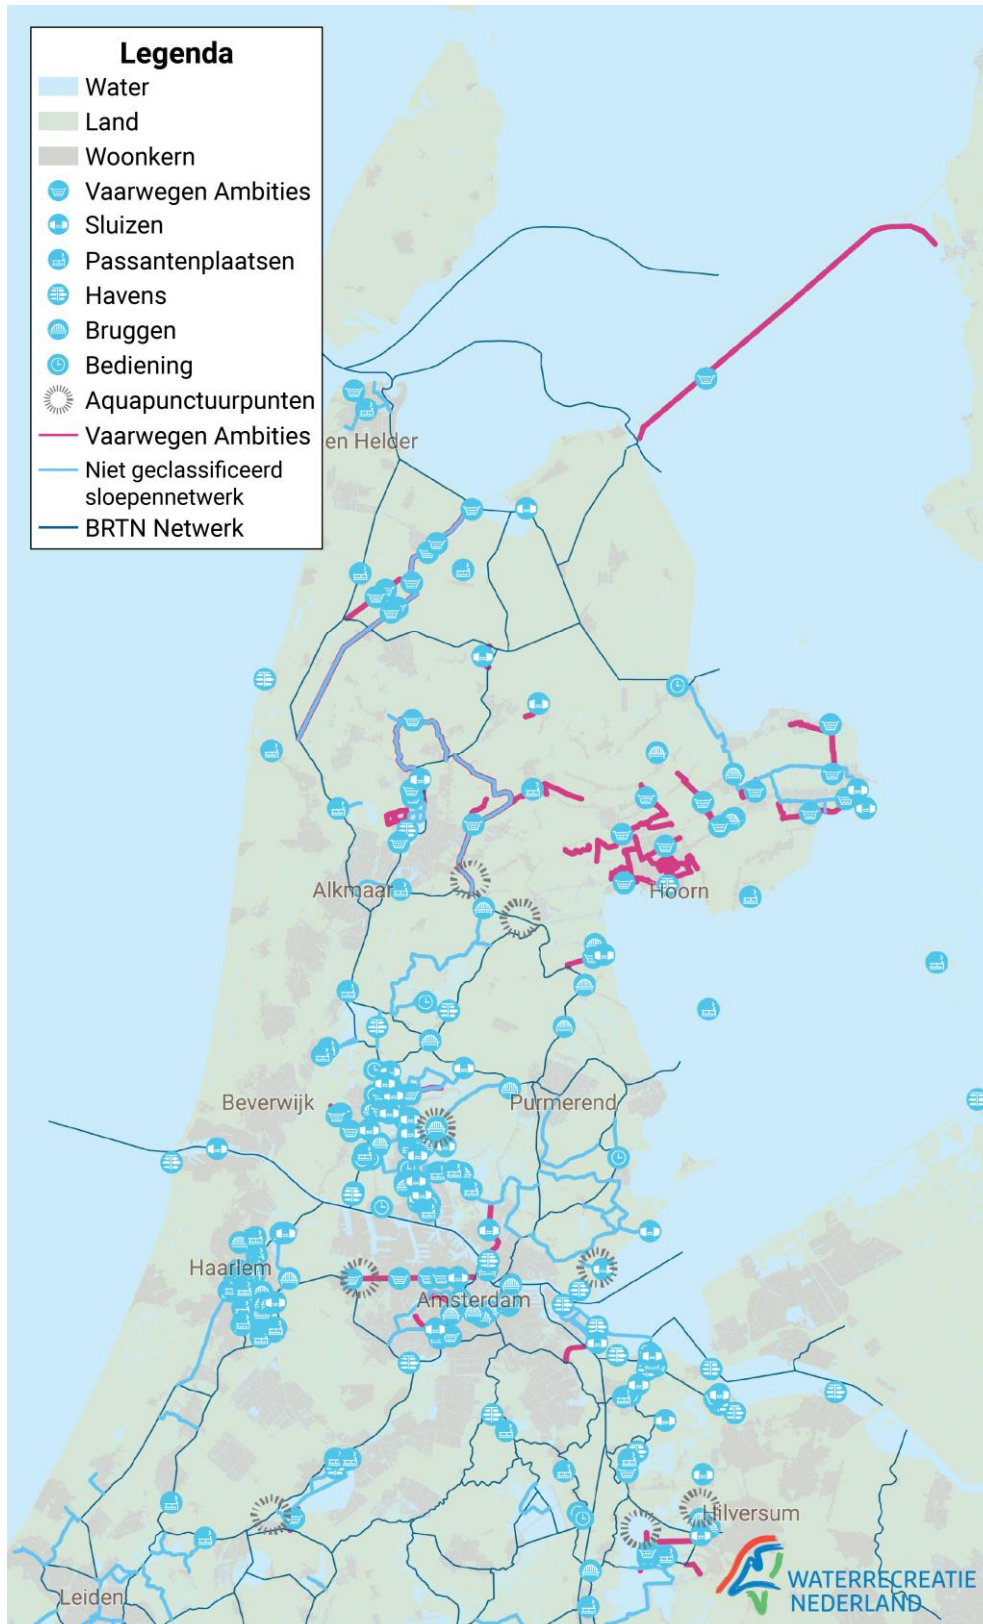 Legenda
Water
Land
Woonkern
Vaarwegen Ambities
Sluizen
Passantenplaatsen
Havens
Bruggen
Bediening
Aquapunctuurpunten
Vaarwegen Ambities
Niet geclassificeerd
sloepennetwerk
BRTN Netwerk
en Helder
Alkmaar
Hoorn
Beverwijk
Purmerend
Haarlem
Amsterdam
Hilversum
Leiden
WATERRECREATIE
NEDERLAND